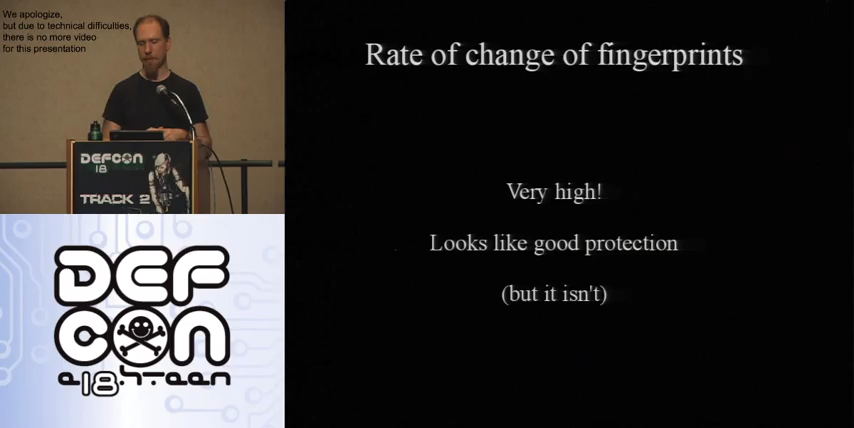 We apologize,
but due to technical difficulties,
there is no more video
for this presentation
DEFCON
18
TRACK 2
DEF
CON
Rate of change of fingerprints
Very high!
Looks like good protection
(but it isn't)